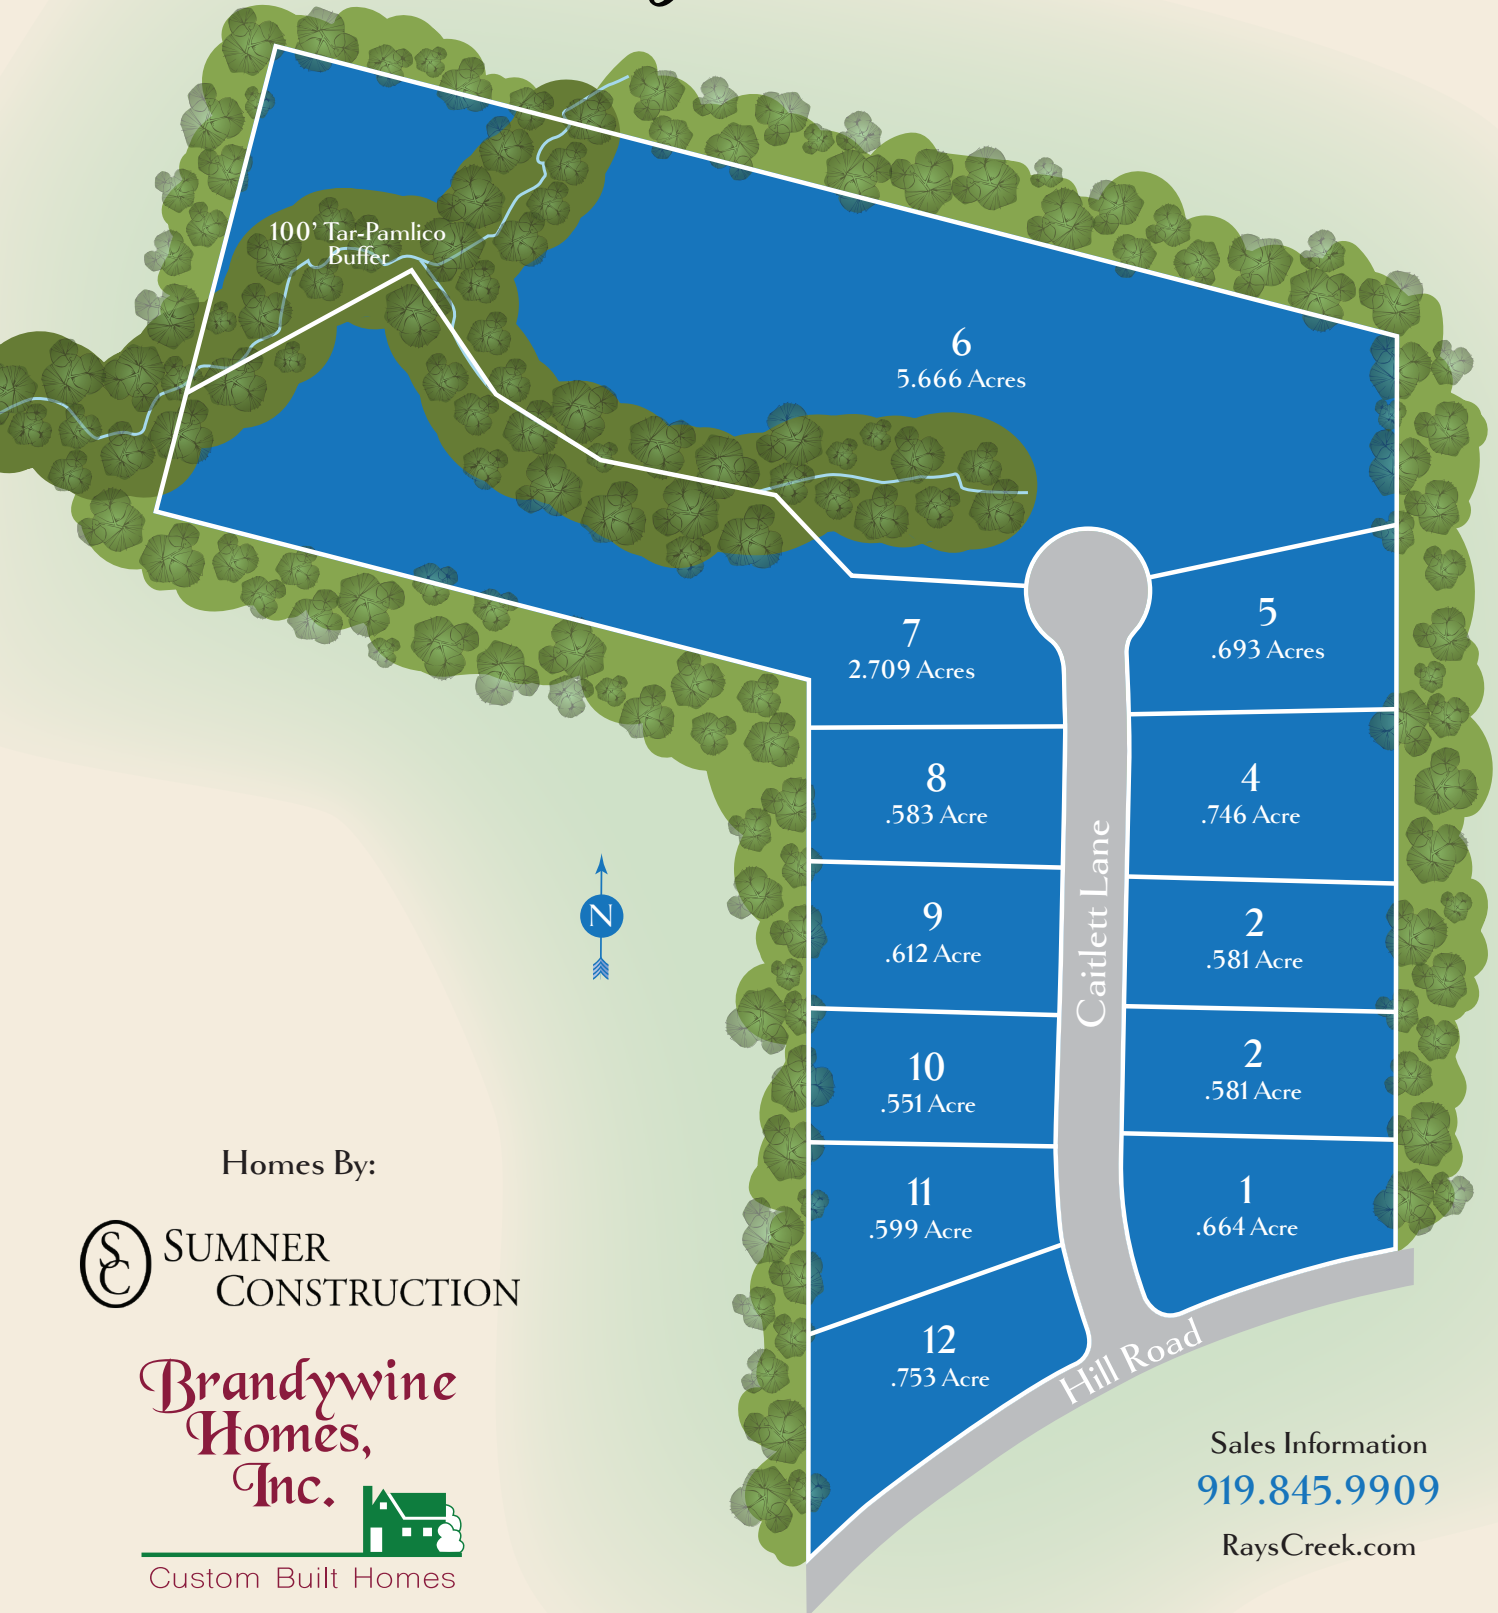 100' Tar-Pamlico
Buffer
6
5.666 Acres
5
.693 Acres
7
2.709 Acres
8
.583 Acre
4
.746 Acre
9
.612 Acre
2
.581 Acre
Caitlett Lane
10
.551 Acre
2
.581 Acre
11
.599 Acre
1
.664 Acre
12
.753 Acre
Hill Road
N
Homes By:
SC
SUMNER
CONSTRUCTION
Brandywine
Homes,
Inc.
Custom Built Homes
Sales Information
919.845.9909
RaysCreek.com